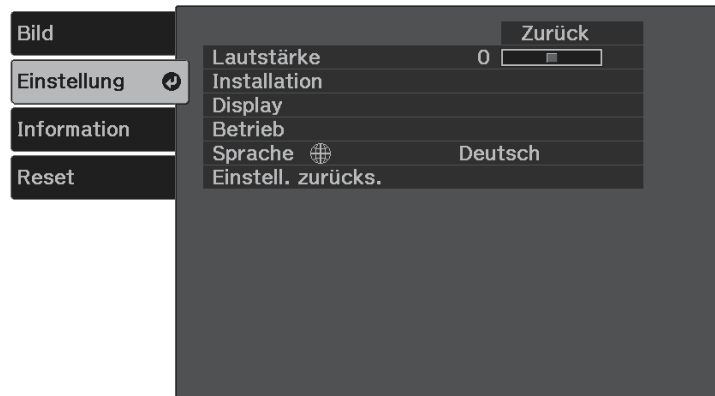 Bild
Einstellung
Information
Reset
Zurück
Lautstärke 0
Installation
Display
Betrieb
Sprache Deutsch
Einstell. zurücks.